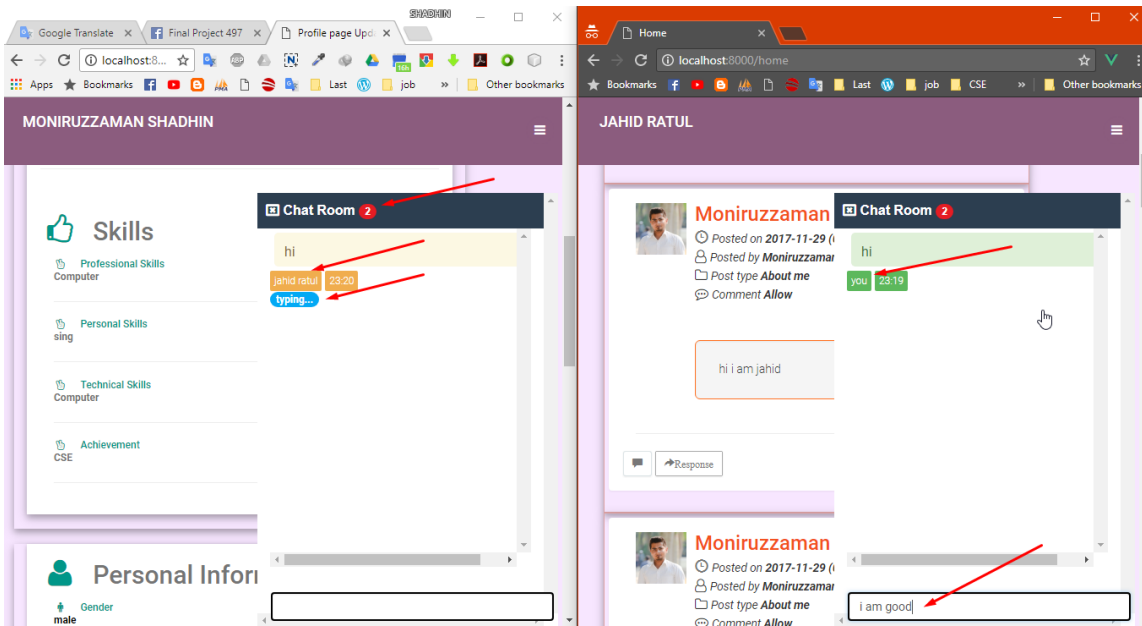 SHADHIN
Google Translate
Final Project 497
Profile page Upd
localhost:8...
Apps
Bookmarks
Last
job
»
Other bookmarks
MONIRUZZAMAN SHADHIN
Skills
Professional Skills
Computer
Personal Skills
sing
Technical Skills
Computer
Achievement
CSE
Personal Infor
Gender
male
Chat Room 2
hi
jahid ratul 23:20
typing...
Home
localhost:8000/home
Bookmarks
Last
job
CSE
»
Other bookmarks
JAHID RATUL
Moniruzzaman
Posted on 2017-11-29 (
Posted by Moniruzzamar
Post type About me
Comment Allow
hi i am jahid
Response
Moniruzzaman
Posted on 2017-11-29 (
Posted by Moniruzzamar
Post type About me
Comment Allow
Chat Room 2
hi
you 23:19
i am good